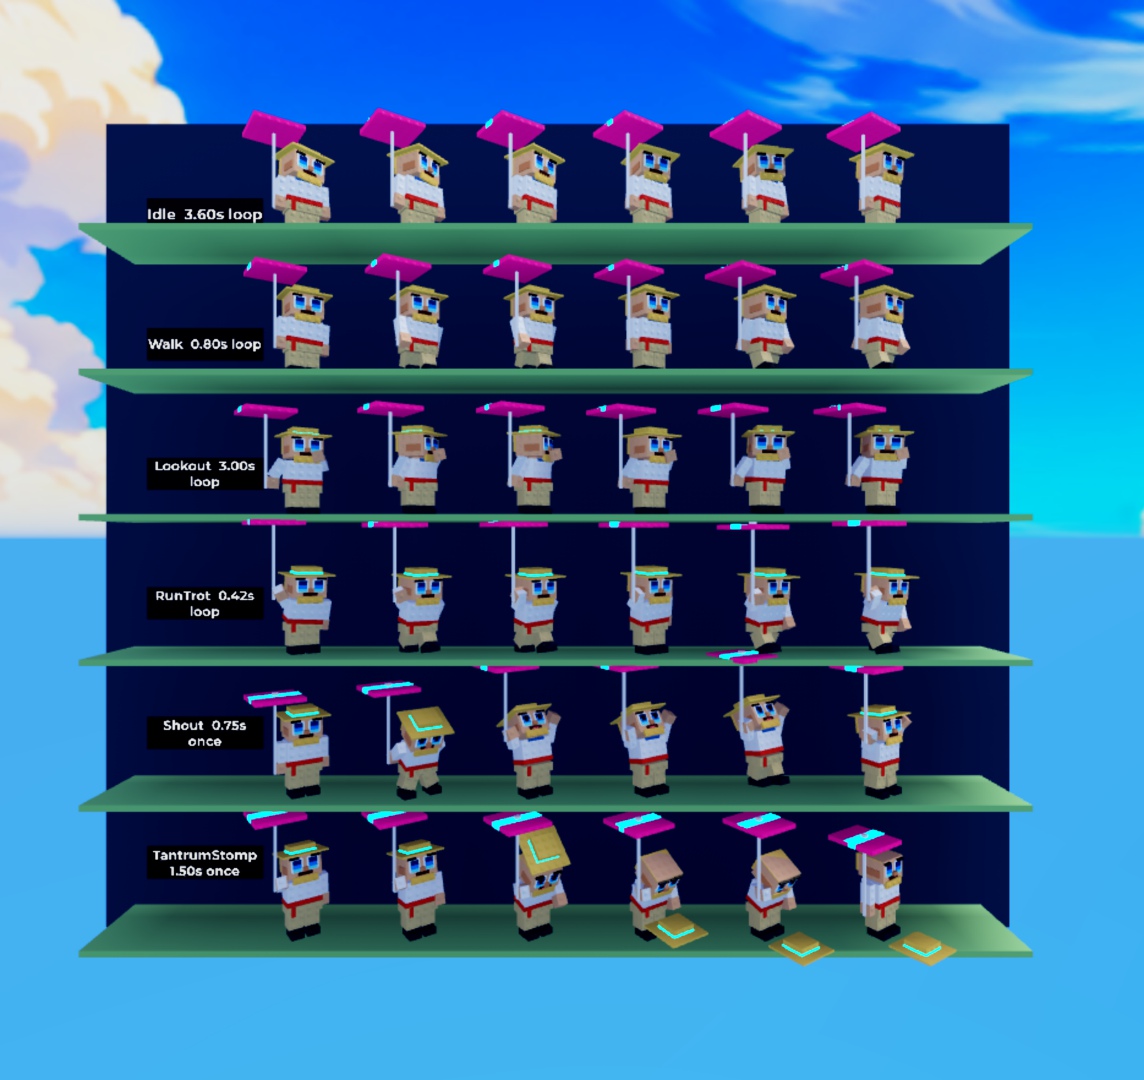 Idle 3.60s loop
Walk 0.80s loop
Lookout 3.00s
loop
RunTrot 0.42s
loop
Shout 0.75s
once
TantrumStomp
1.50s once